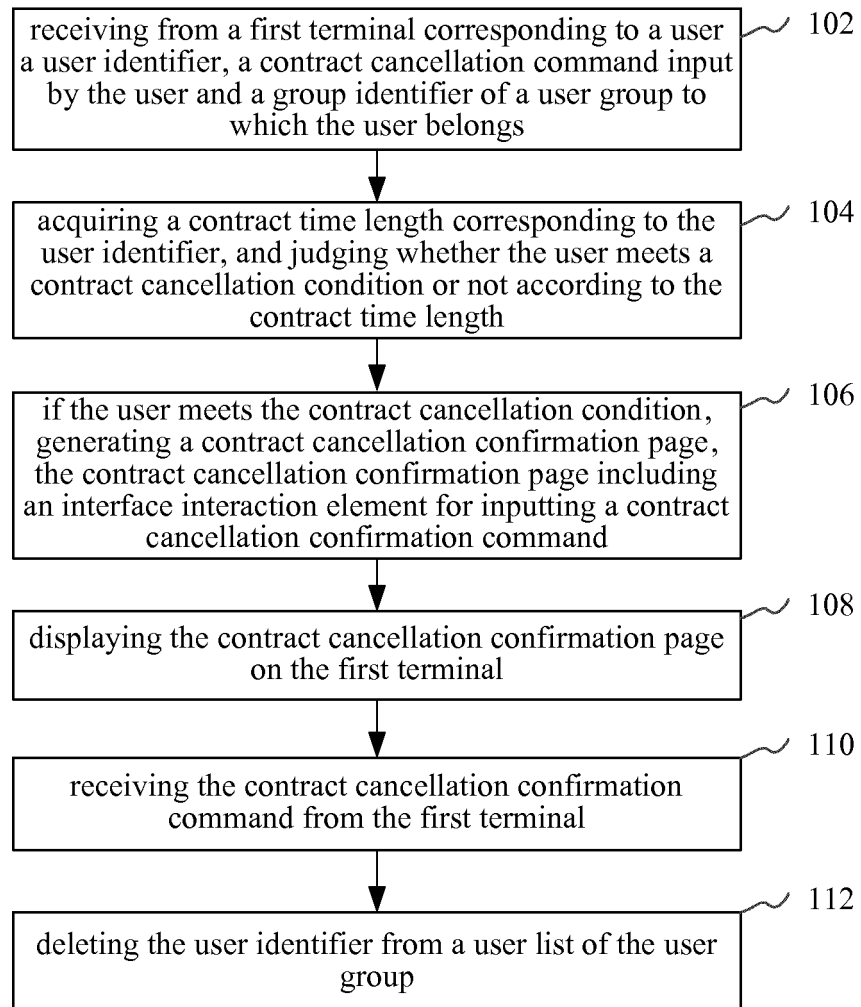 receiving from a first terminal corresponding to a user
a user identifier, a contract cancellation command input
by the user and a group identifier of a user group to
which the user belongs
102
acquiring a contract time length corresponding to the
user identifier, and judging whether the user meets a
contract cancellation condition or not according to the
contract time length
104
if the user meets the contract cancellation condition,
generating a contract cancellation confirmation page,
the contract cancellation confirmation page including
an interface interaction element for inputting a contract
cancellation confirmation command
106
displaying the contract cancellation confirmation page
on the first terminal
108
receiving the contract cancellation confirmation
command from the first terminal
110
deleting the user identifier from a user list of the user
group
112